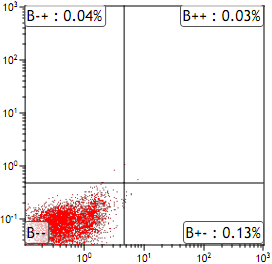 B-+ : 0.04%
B++ : 0.03%
10³
10²
10¹
10⁰
10⁻¹
B--
B+- : 0.13%
10⁰
10¹
10²
10³